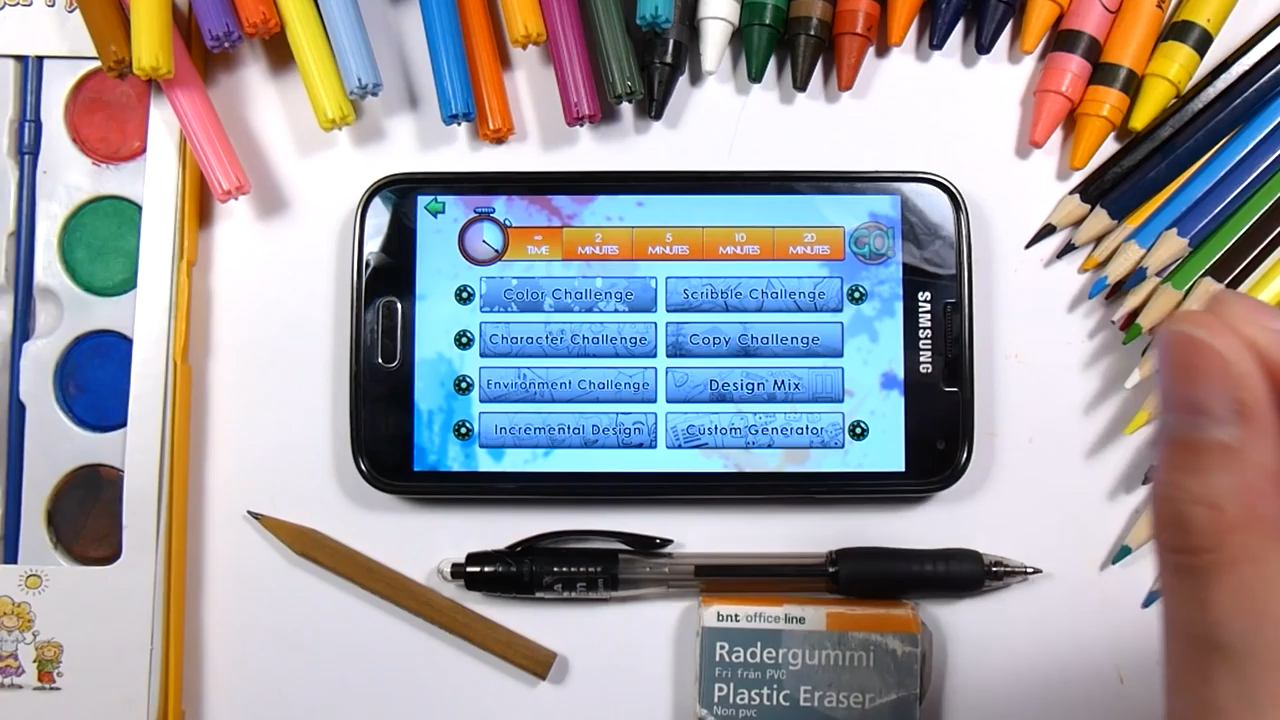 ∞ TIME
2 MINUTES
5 MINUTES
10 MINUTES
20 MINUTES
GO!
Color Challenge
Scribble Challenge
Character Challenge
Copy Challenge
Environment Challenge
Design Mix
Incremental Design
Custom Generator
SAMSUNG
bnt office-line
Radergummi
Fri från PVC
Plastic Eraser
Non pvc